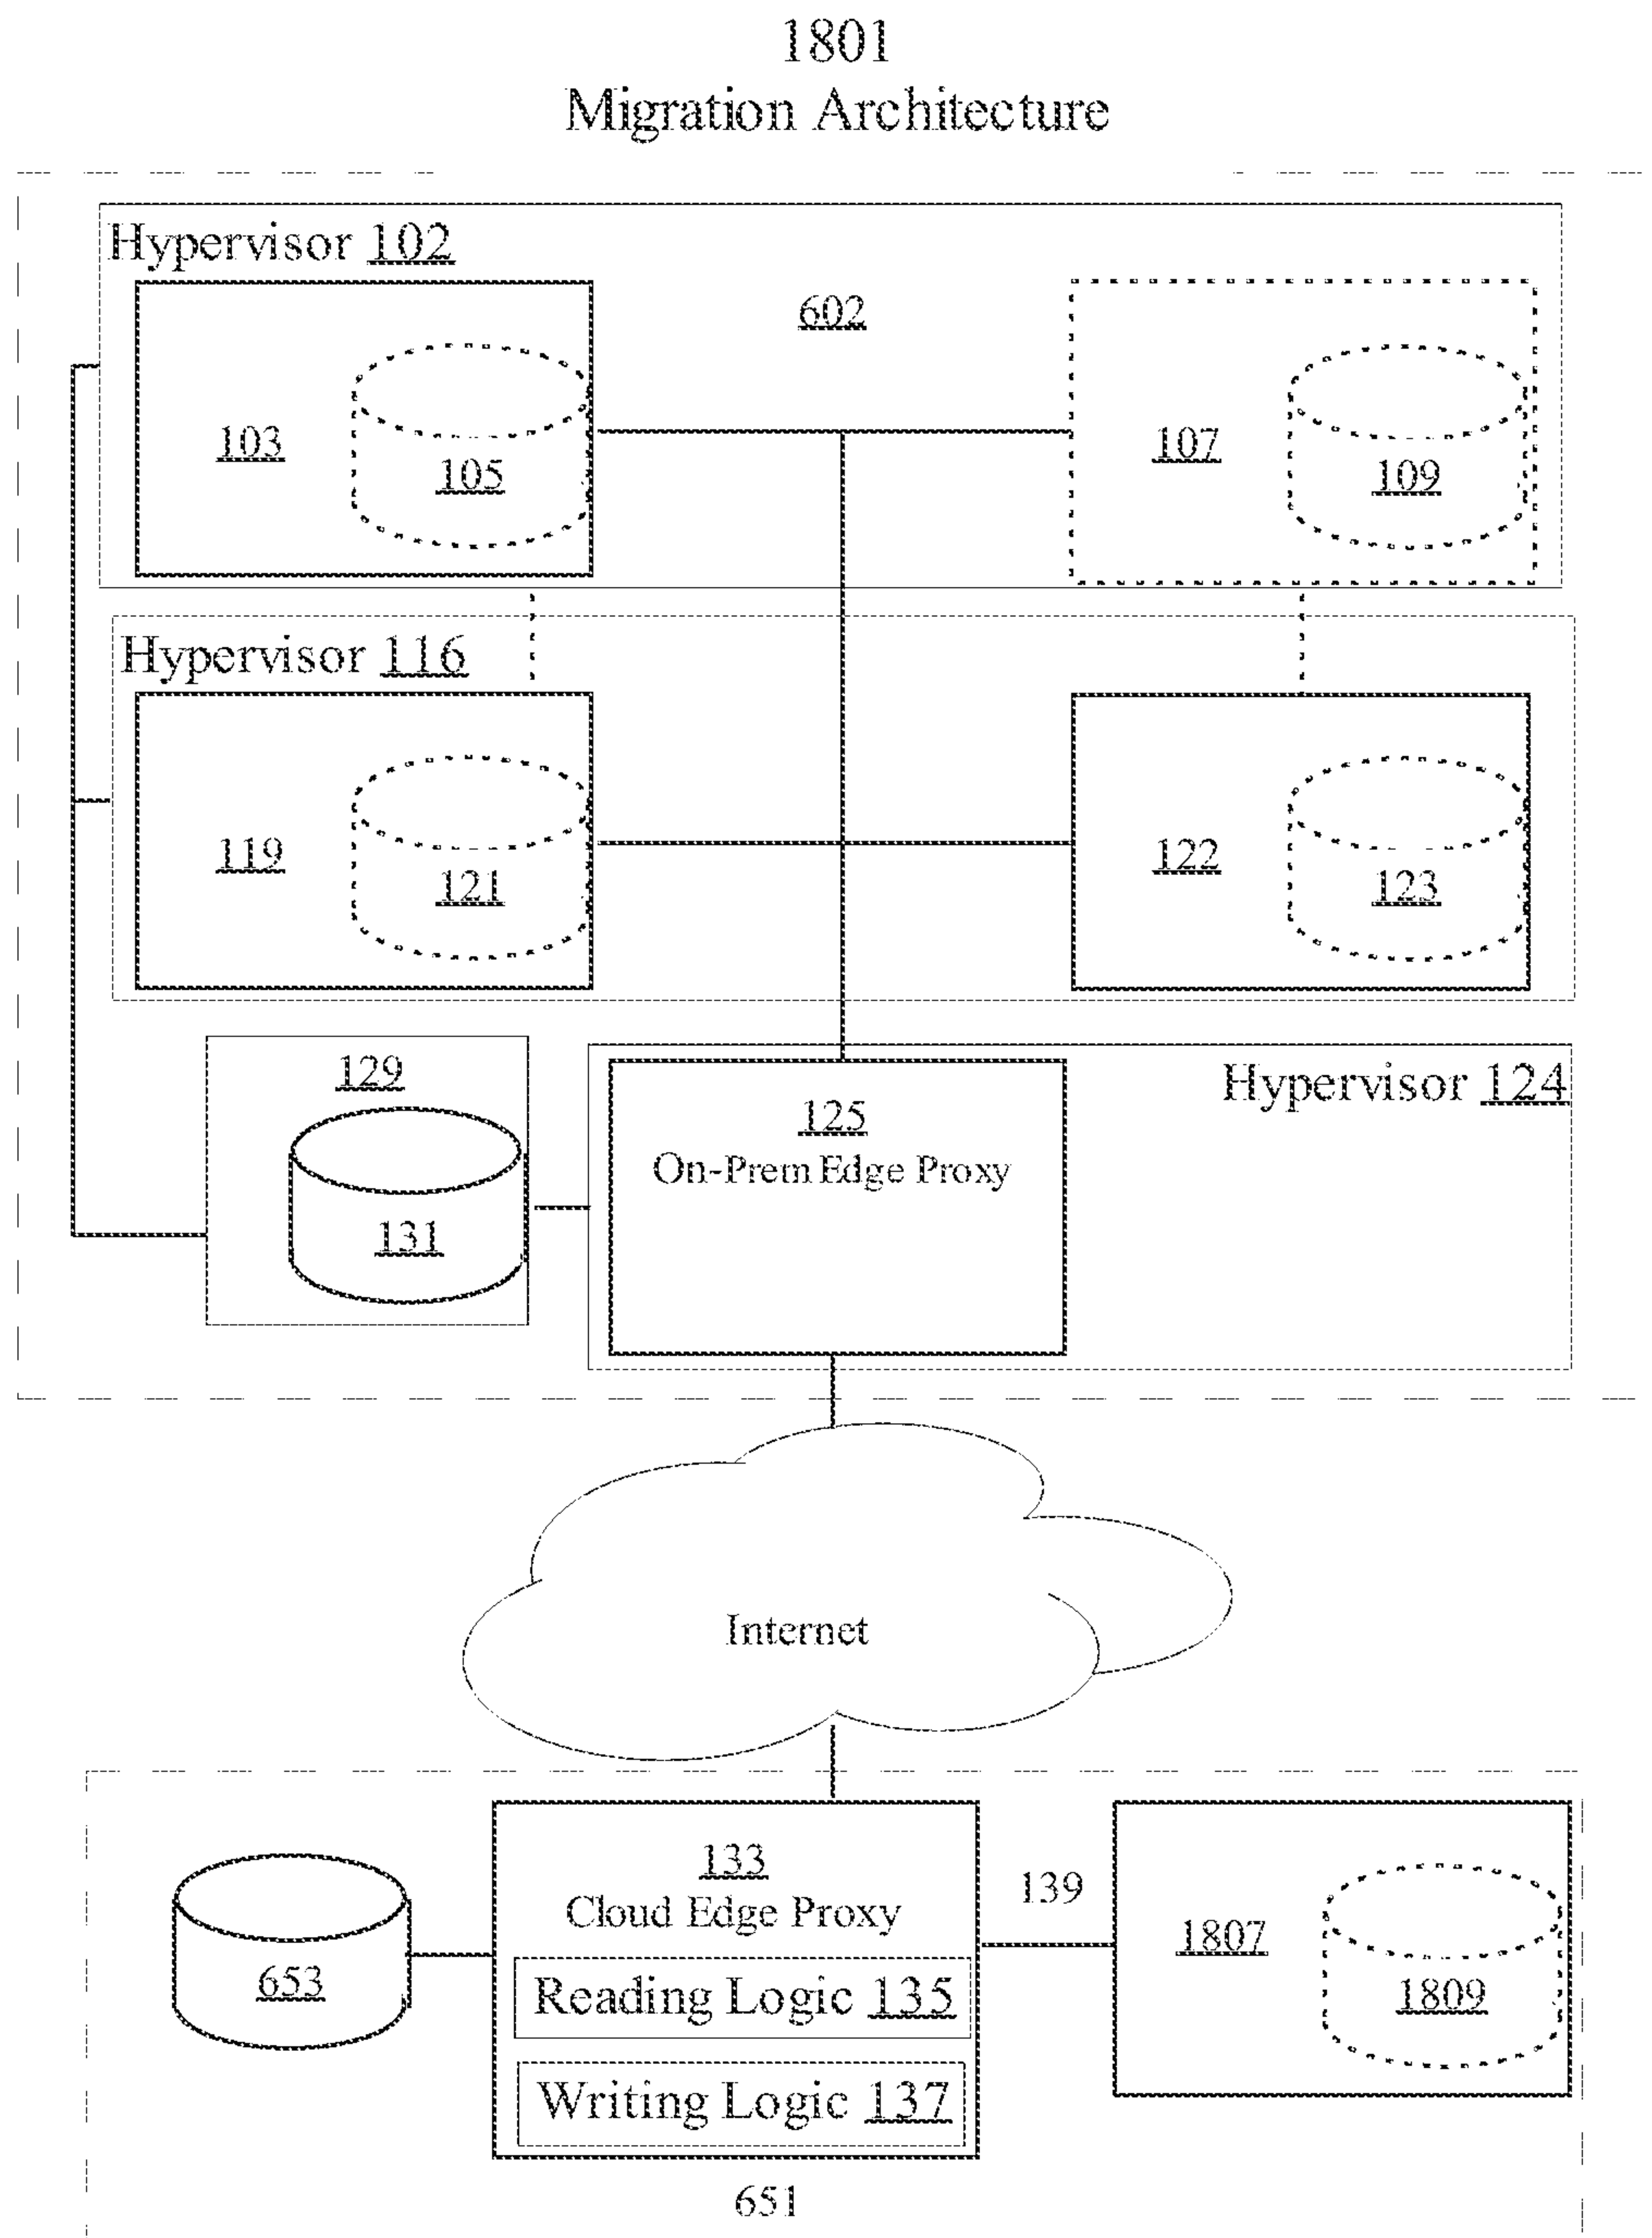 1801
Migration Architecture
Hypervisor 102
602
103
105
107
109
Hypervisor 116
119
121
122
123
129
131
125
On-Prem Edge Proxy
Hypervisor 124
Internet
653
133
Cloud Edge Proxy
Reading Logic 135
Writing Logic 137
139
1807
1809
651